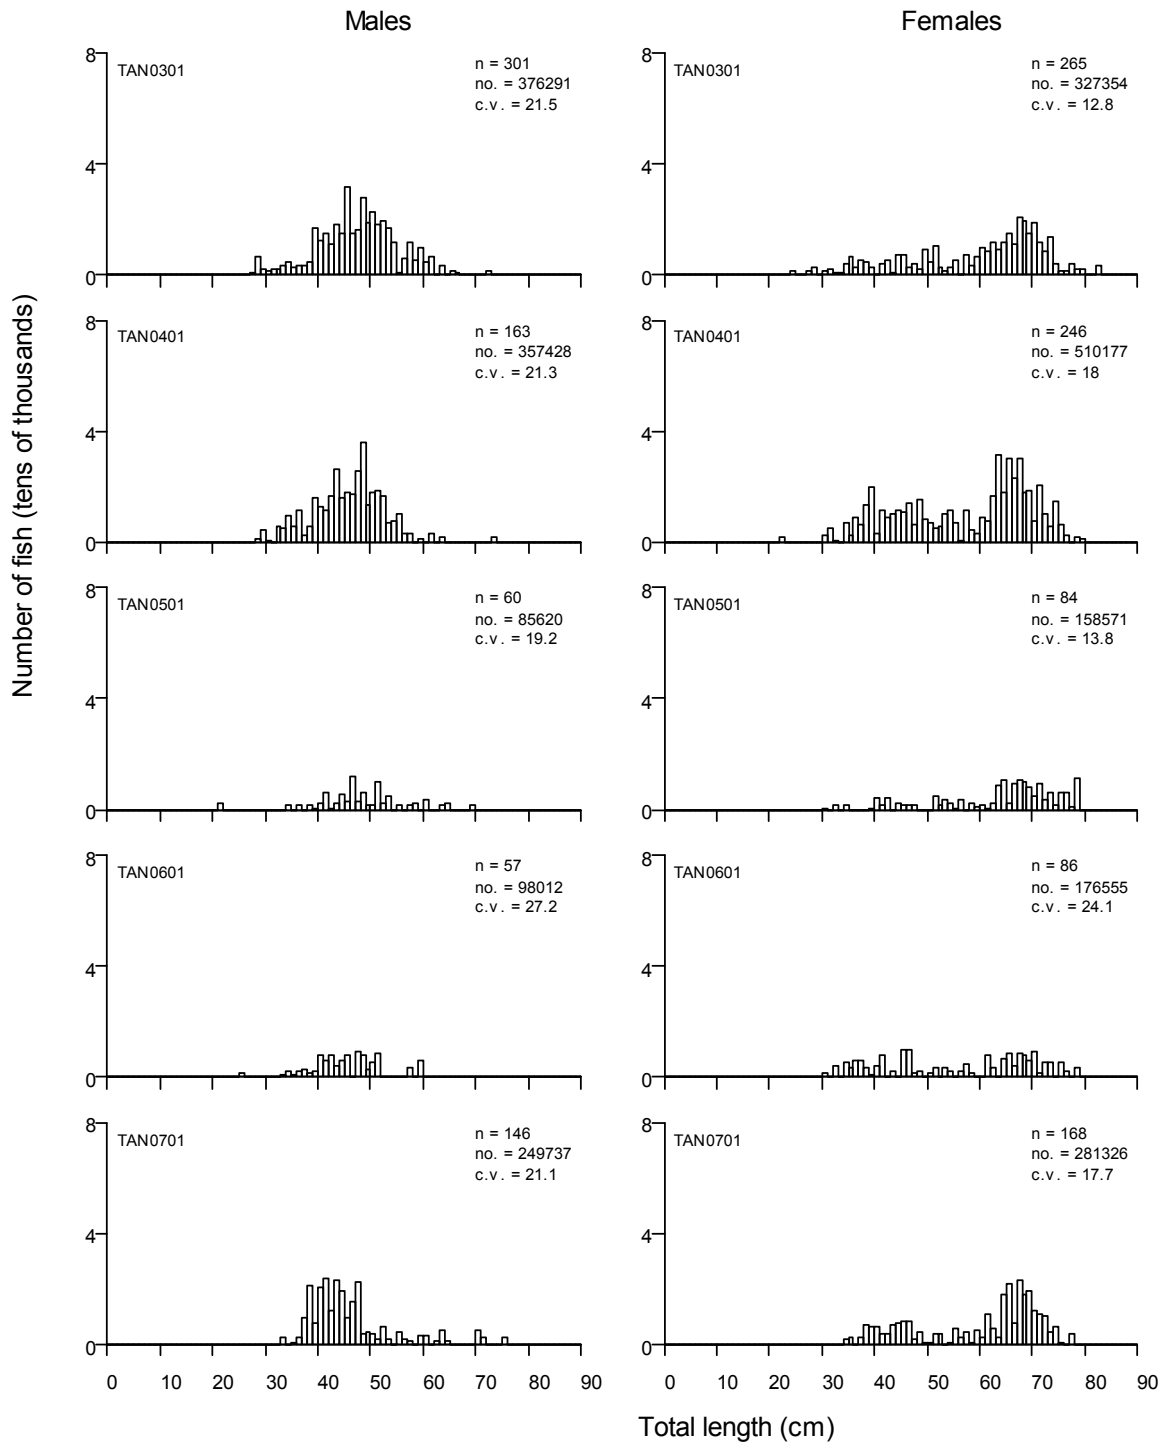 Males
Females
Number of fish (tens of thousands)
8
4
0
TAN0301
n = 301
no. = 376291
c.v. = 21.5
8
4
0
TAN0301
n = 265
no. = 327354
c.v. = 12.8
8
4
0
TAN0401
n = 163
no. = 357428
c.v. = 21.3
8
4
0
TAN0401
n = 246
no. = 510177
c.v. = 18
8
4
0
TAN0501
n = 60
no. = 85620
c.v. = 19.2
8
4
0
TAN0501
n = 84
no. = 158571
c.v. = 13.8
8
4
0
TAN0601
n = 57
no. = 98012
c.v. = 27.2
8
4
0
TAN0601
n = 86
no. = 176555
c.v. = 24.1
8
4
0
TAN0701
n = 146
no. = 249737
c.v. = 21.1
8
4
0
TAN0701
n = 168
no. = 281326
c.v. = 17.7
0 10 20 30 40 50 60 70 80 90
0 10 20 30 40 50 60 70 80 90
Total length (cm)